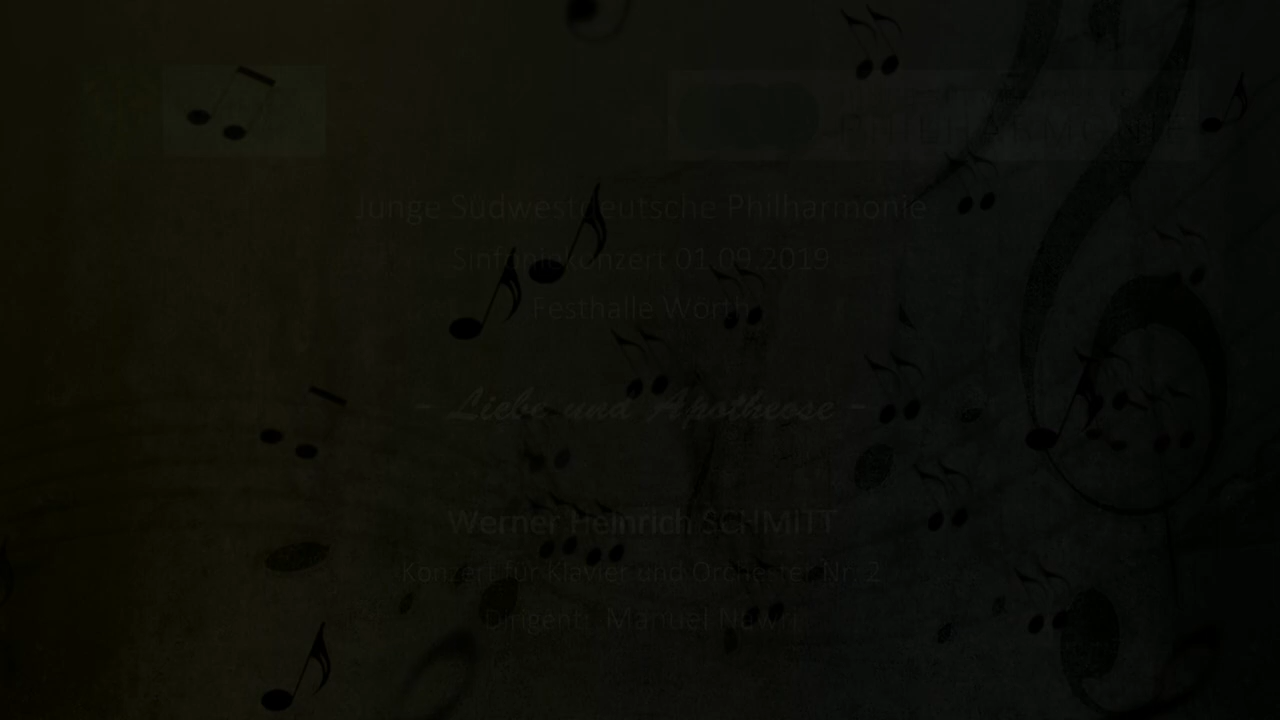 PHILHARMONIE
Junge Südwestdeutsche Philharmonie
Sinfoniekonzert 01.09.2019
Festhalle Wörth
- Liebe und Apotheose -
Werner Heinrich SCHMITT
Konzert für Klavier und Orchester Nr. 2
Dirigent: Manuel Nawri